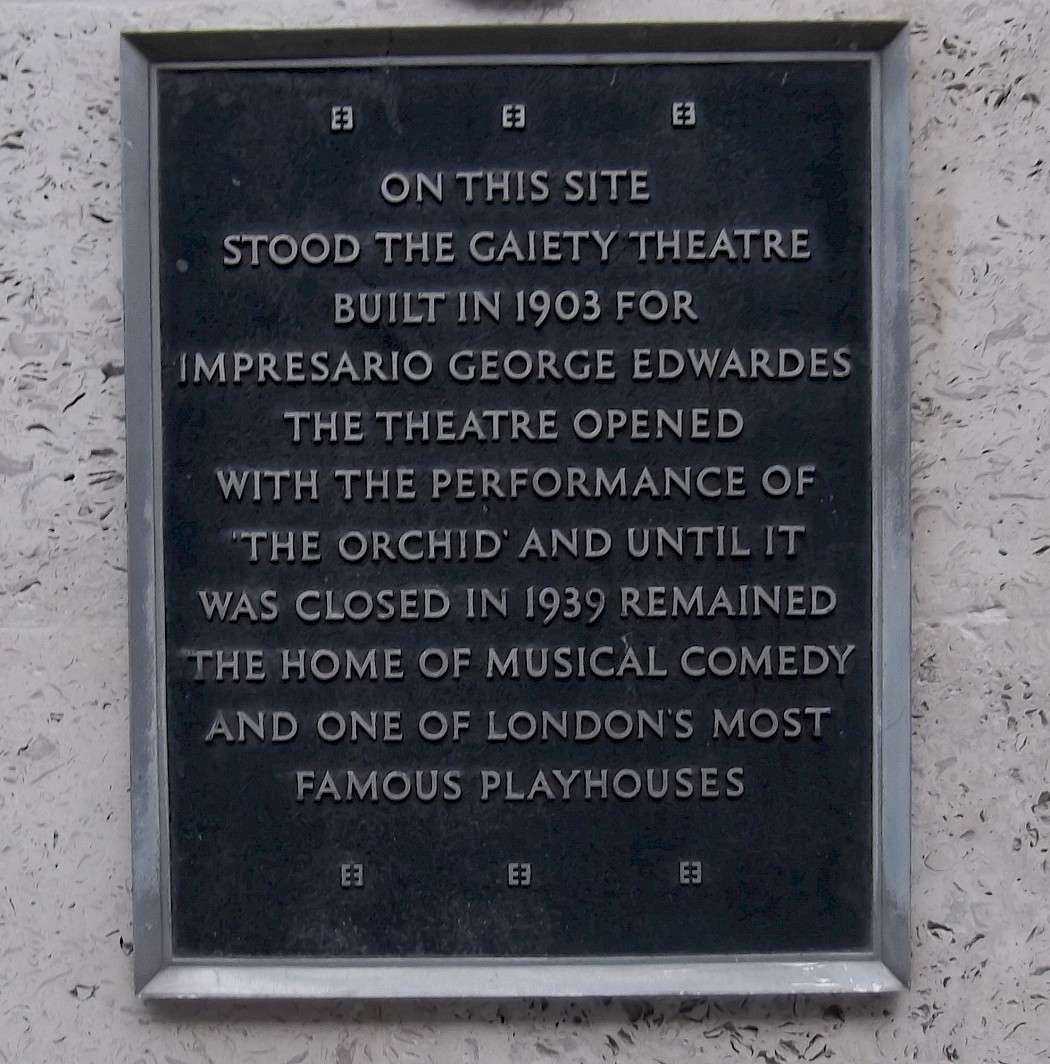 ON THIS SITE
STOOD THE GAIETY THEATRE
BUILT IN 1903 FOR
IMPRESARIO GEORGE EDWARDES
THE THEATRE OPENED
WITH THE PERFORMANCE OF
'THE ORCHID' AND UNTIL IT
WAS CLOSED IN 1939 REMAINED
THE HOME OF MUSICAL COMEDY
AND ONE OF LONDON'S MOST
FAMOUS PLAYHOUSES